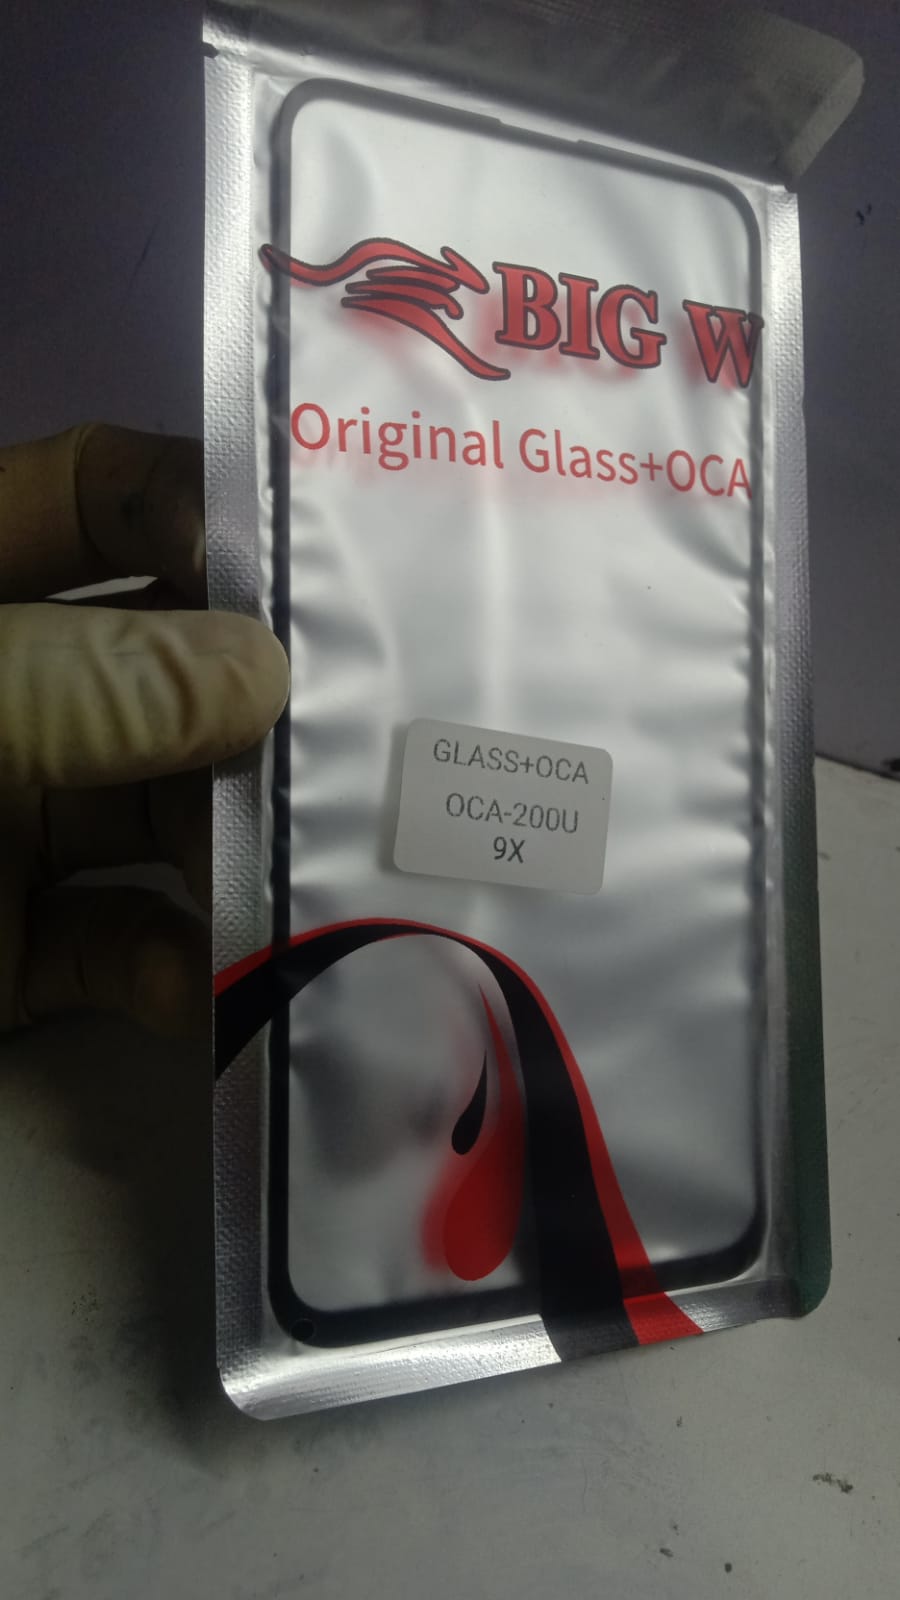 BIG W
Original Glass+OCA
GLASS+OCA
OCA-200U
9X